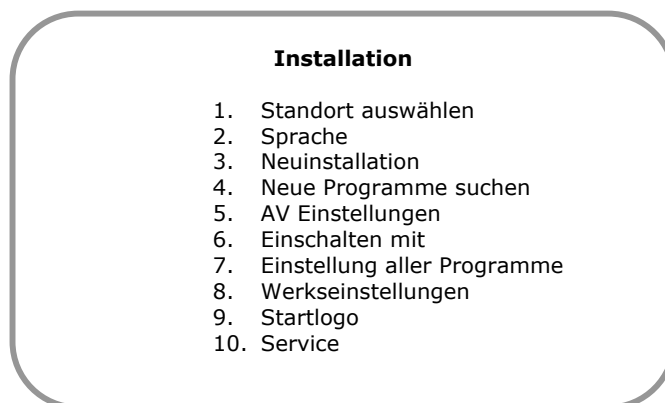 Installation
1. Standort auswählen
2. Sprache
3. Neuinstallation
4. Neue Programme suchen
5. AV Einstellungen
6. Einschalten mit
7. Einstellung aller Programme
8. Werkseinstellungen
9. Startlogo
10. Service